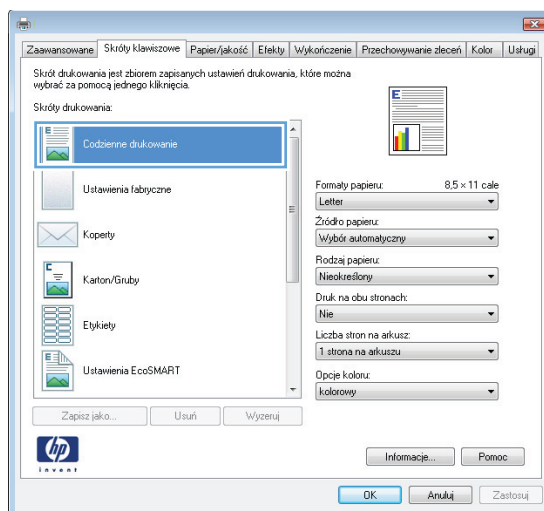 Zaawansowane Skróty klawiszowe Papier/jakość Efekty Wykończenie Przechowywanie zleceń Kolor Usługi
Skrót drukowania jest zbiorem zapisanych ustawień drukowania, które można
wybrać za pomocą jednego kliknięcia.
Skróty drukowania:
E
E
Codzienne drukowanie
Ustawienia fabryczne
Koperty
C
Karton/Gruby
Etykiety
E
Ustawienia EcoSMART
Formaty papieru: 8,5 × 11 cale
Letter
Źródło papieru:
Wybór automatyczny
Rodzaj papieru:
Nieokreślony
Druk na obu stronach:
Nie
Liczba stron na arkusz:
1 strona na arkuszu
Opcje koloru:
kolorowy
Zapisz jako... Usuń Wyzeruj
hp
invent
Informacje... Pomoc
OK Anuluj Zastosuj